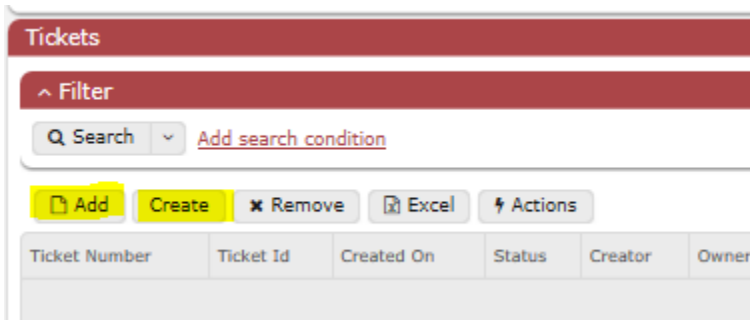 Tickets
Filter
Search Add search condition
Add Create Remove Excel Actions
Ticket Number Ticket Id Created On Status Creator Owner